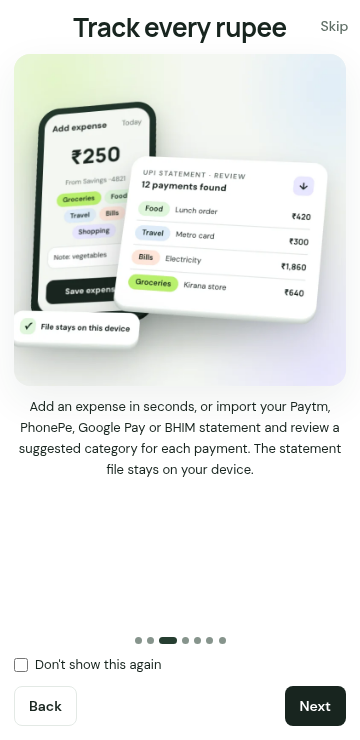 Track every rupee
Skip
Add expense
Today
₹250
From Savings ·4821
Groceries
Food
Travel
Bills
Shopping
Note: vegetables
Save expens
UPI STATEMENT · REVIEW
12 payments found
Food Lunch order ₹420
Travel Metro card ₹300
Bills Electricity ₹1,860
Groceries Kirana store ₹640
File stays on this device
Add an expense in seconds, or import your Paytm,
PhonePe, Google Pay or BHIM statement and review a
suggested category for each payment. The statement
file stays on your device.
Don't show this again
Back
Next